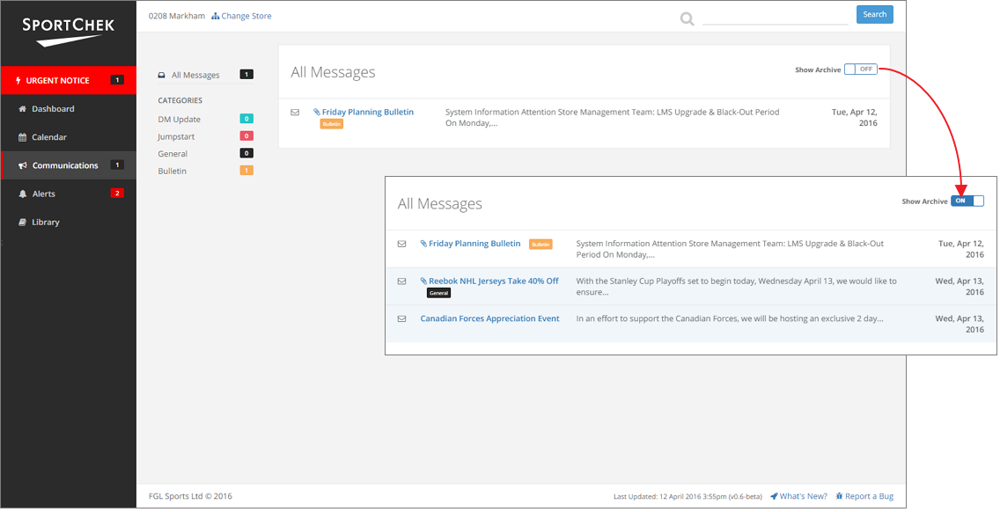 SPORTCHEK
0208 Markham Change Store
Search
URGENT NOTICE 1
Dashboard
Calendar
Communications 1
Alerts 2
Library
All Messages 1
CATEGORIES
DM Update 0
Jumpstart 0
General 0
Bulletin 1
All Messages
Show Archive OFF
Friday Planning Bulletin
Bulletin
System Information Attention Store Management Team: LMS Upgrade & Black-Out Period
On Monday,...
Tue, Apr 12,
2016
All Messages
Show Archive ON
Friday Planning Bulletin Bulletin
System Information Attention Store Management Team: LMS Upgrade & Black-Out
Period On Monday,...
Tue, Apr 12,
2016
Reebok NHL Jerseys Take 40% Off
General
With the Stanley Cup Playoffs set to begin today, Wednesday April 13, we would like to
ensure...
Wed, Apr 13,
2016
Canadian Forces Appreciation Event
In an effort to support the Canadian Forces, we will be hosting an exclusive 2 day...
Wed, Apr 13,
2016
FGL Sports Ltd © 2016
Last Updated: 12 April 2016 3:55pm (v0.6-beta) What's New? Report a Bug